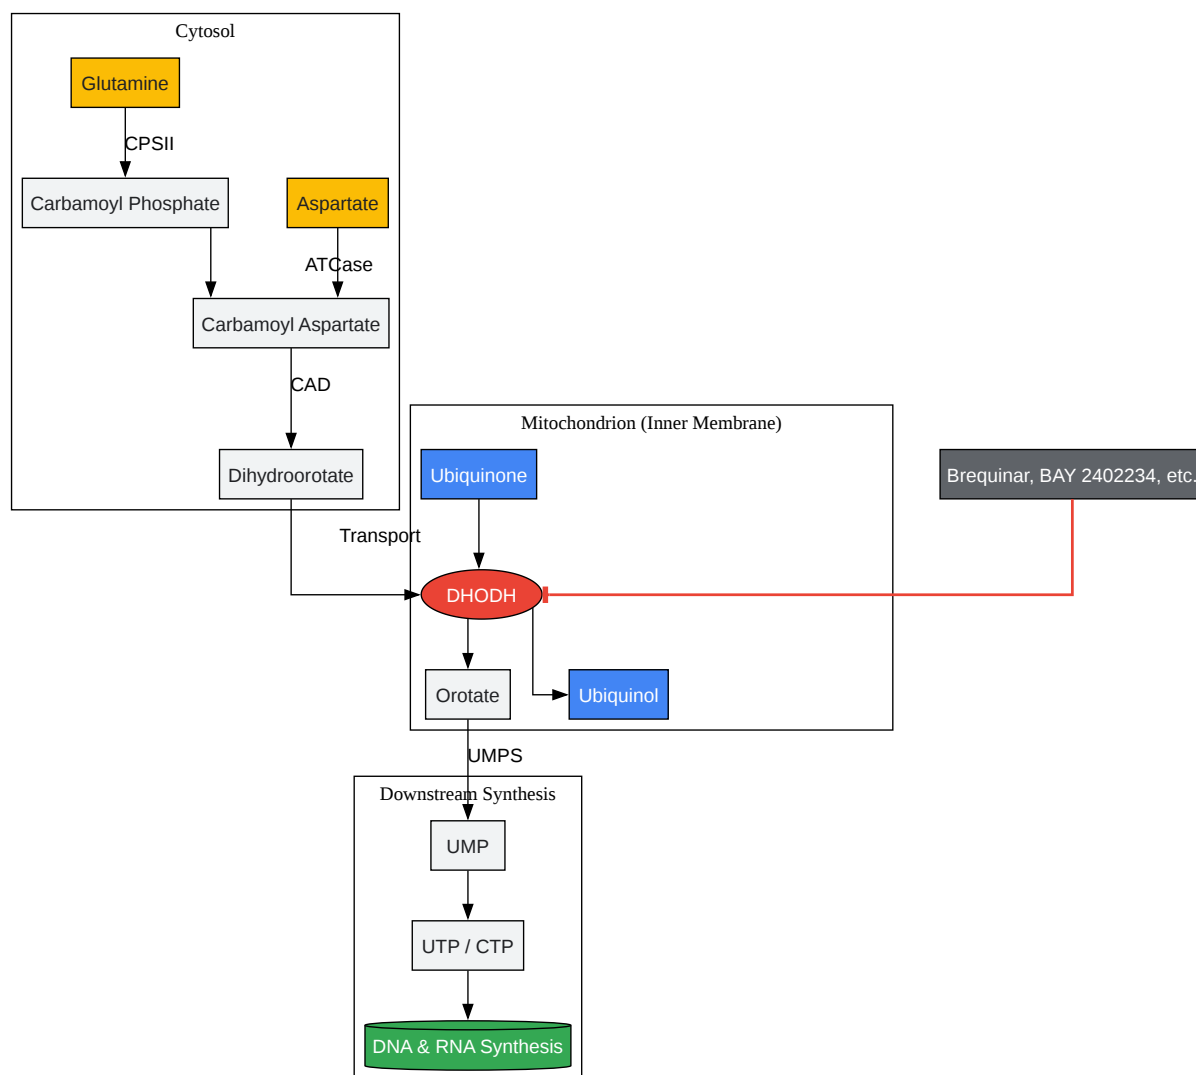 Cytosol
Glutamine
CPSII
Carbamoyl Phosphate
Aspartate
ATCase
Carbamoyl Aspartate
CAD
Dihydroorotate
Transport
Mitochondrion (Inner Membrane)
Ubiquinone
Brequinar, BAY 2402234, etc.
DHODH
Orotate
Ubiquinol
UMPS
Downstream Synthesis
UMP
UTP / CTP
DNA & RNA Synthesis